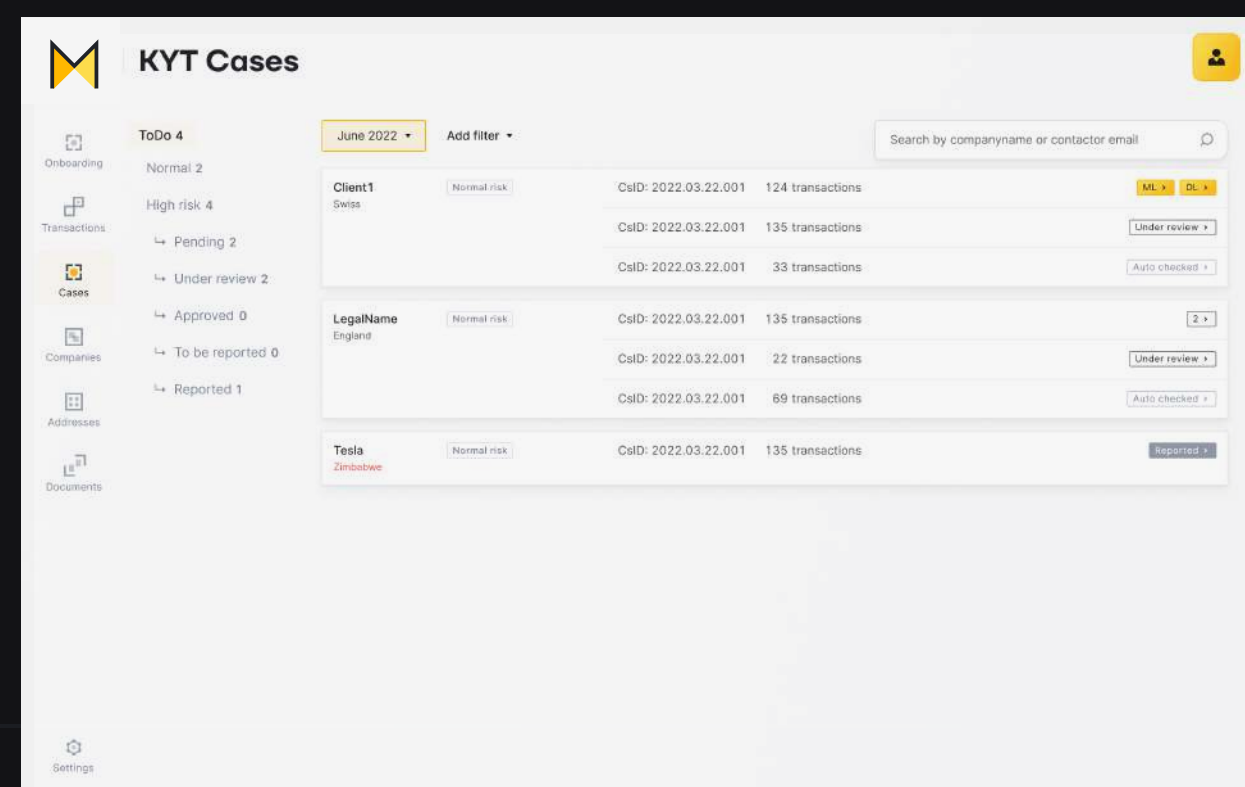 KYT Cases
Onboarding
Transactions
Cases
Companies
Addresses
Documents
Settings
ToDo 4
Normal 2
High risk 4
↳ Pending 2
↳ Under review 2
↳ Approved 0
↳ To be reported 0
↳ Reported 1
June 2022
Add filter
Search by companyname or contactor email
Client1 Normal risk CsID: 2022.03.22.001 124 transactions ML › DL ›
Swiss
CsID: 2022.03.22.001 135 transactions Under review ›
CsID: 2022.03.22.001 33 transactions Auto checked ›
LegalName Normal risk CsID: 2022.03.22.001 135 transactions 2 ›
England
CsID: 2022.03.22.001 22 transactions Under review ›
CsID: 2022.03.22.001 69 transactions Auto checked ›
Tesla Normal risk CsID: 2022.03.22.001 135 transactions Reported ›
Zimbabwe